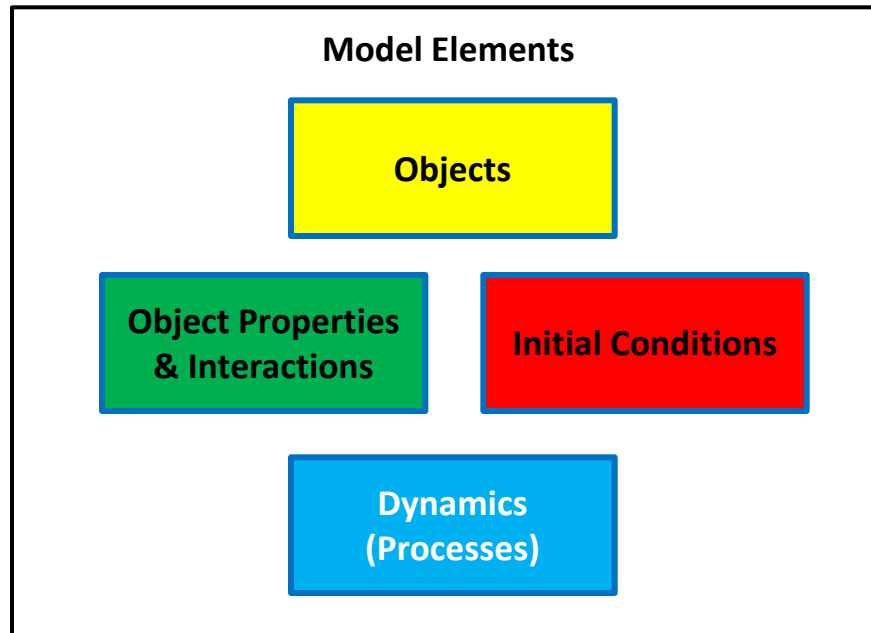 Model Elements
Objects
Object Properties
& Interactions
Initial Conditions
Dynamics
(Processes)